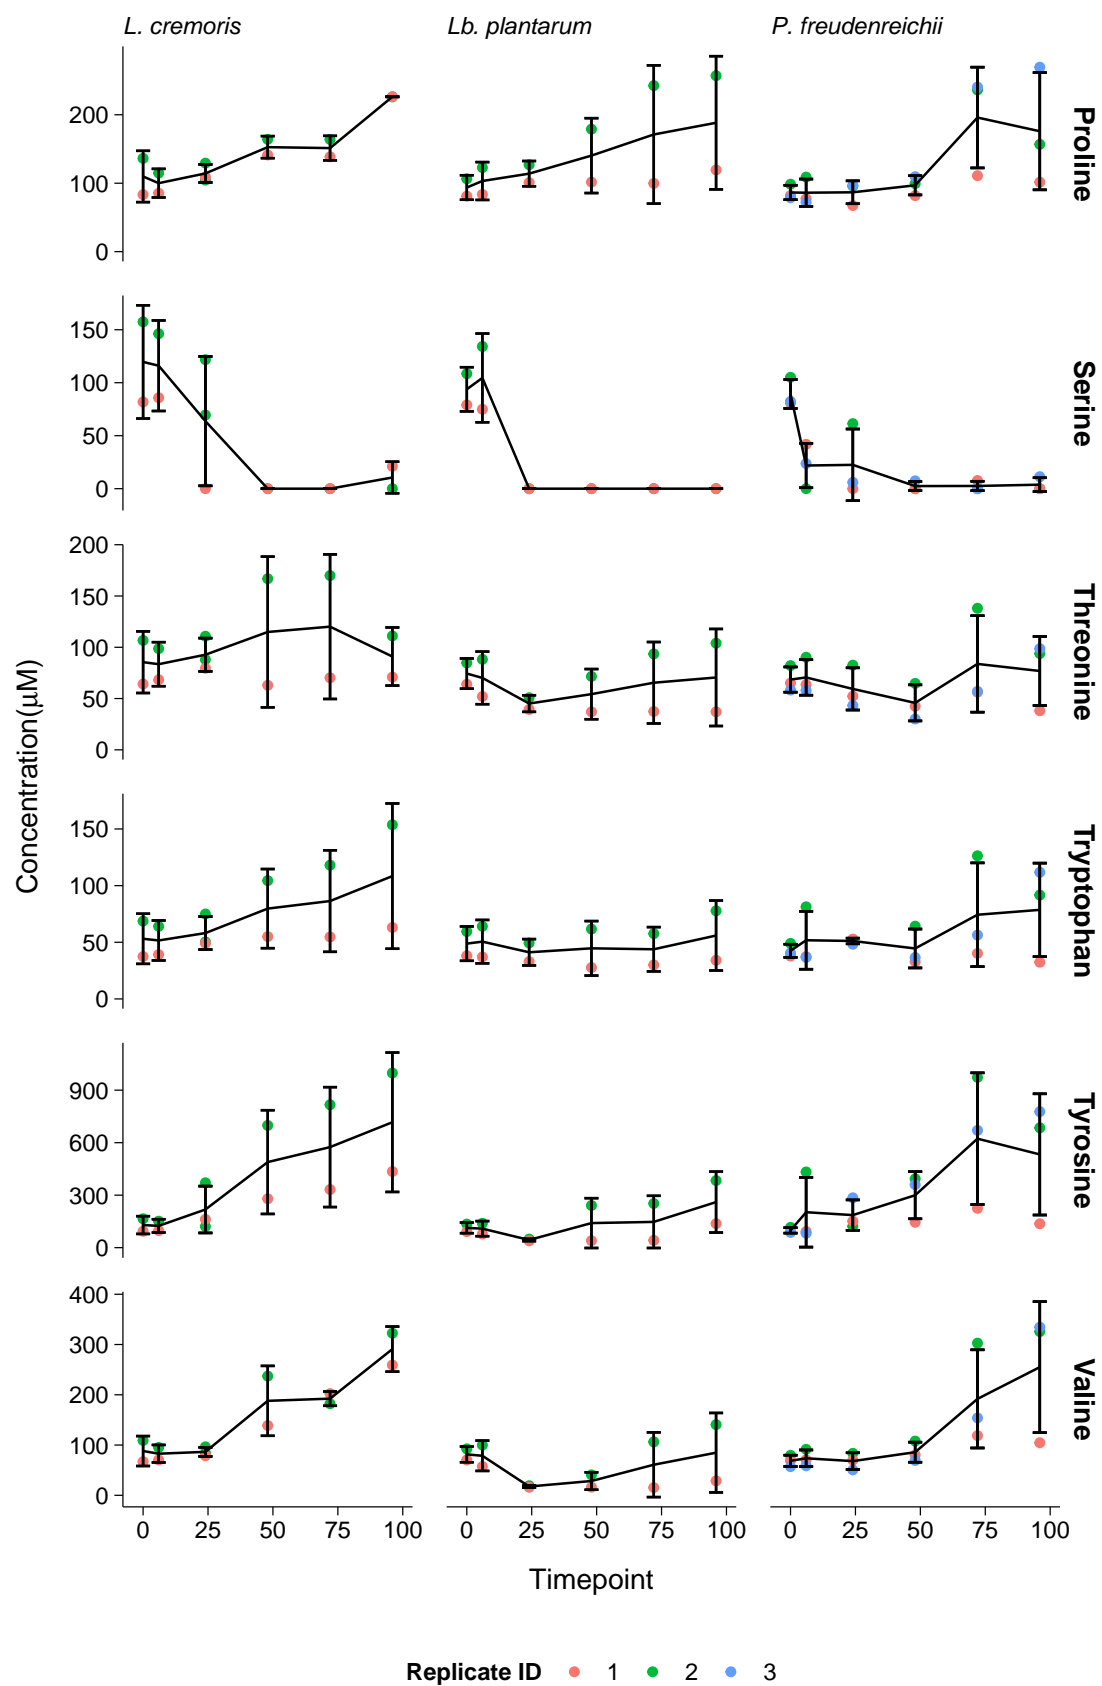 L. cremoris Lb. plantarum P. freudenreichii
200
100
0
Proline
150
100
50
0
Serine
200
150
100
50
0
Threonine
150
100
50
0
Tryptophan
900
600
300
0
Tyrosine
400
300
200
100
0
Valine
Concentration(μM)
0 25 50 75 100 0 25 50 75 100 0 25 50 75 100
Timepoint
Replicate ID 1 2 3